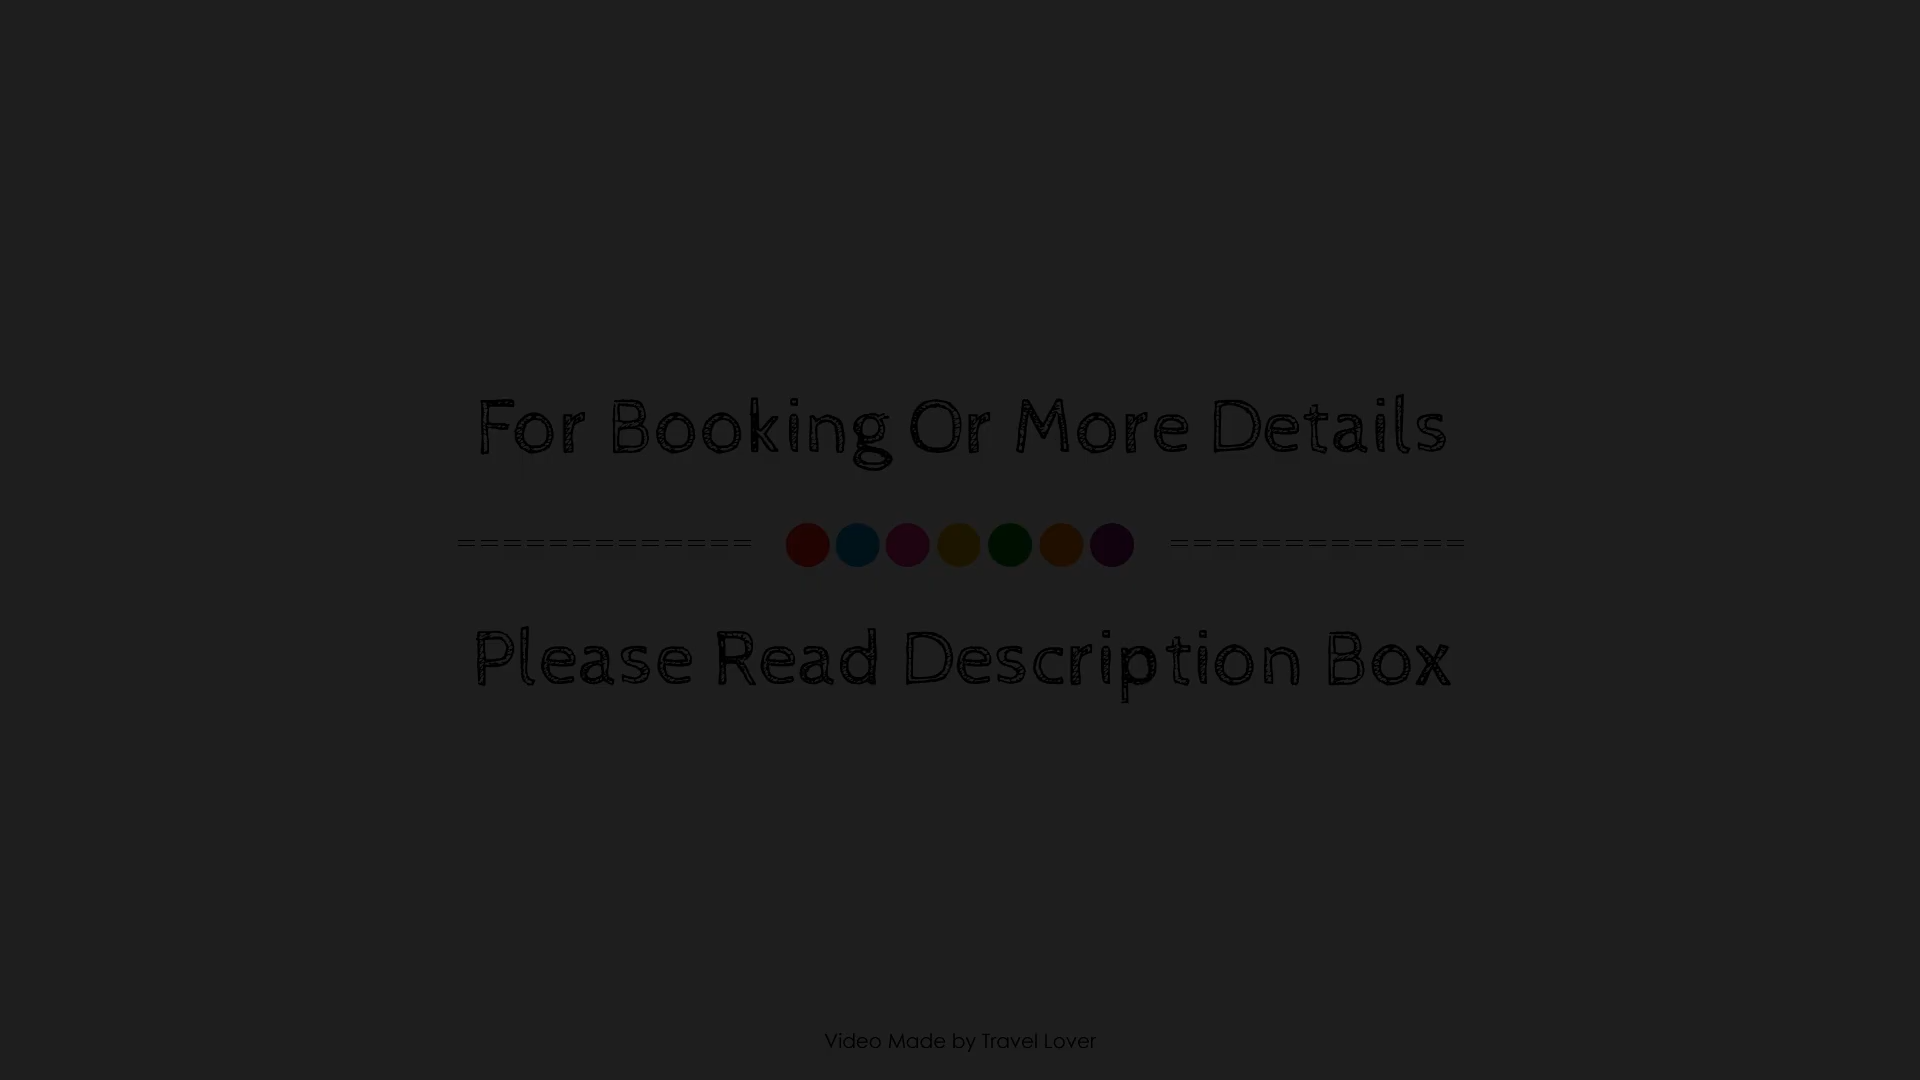 For Booking Or More Details
============= =============
Please Read Description Box
Video Made by Travel Lover